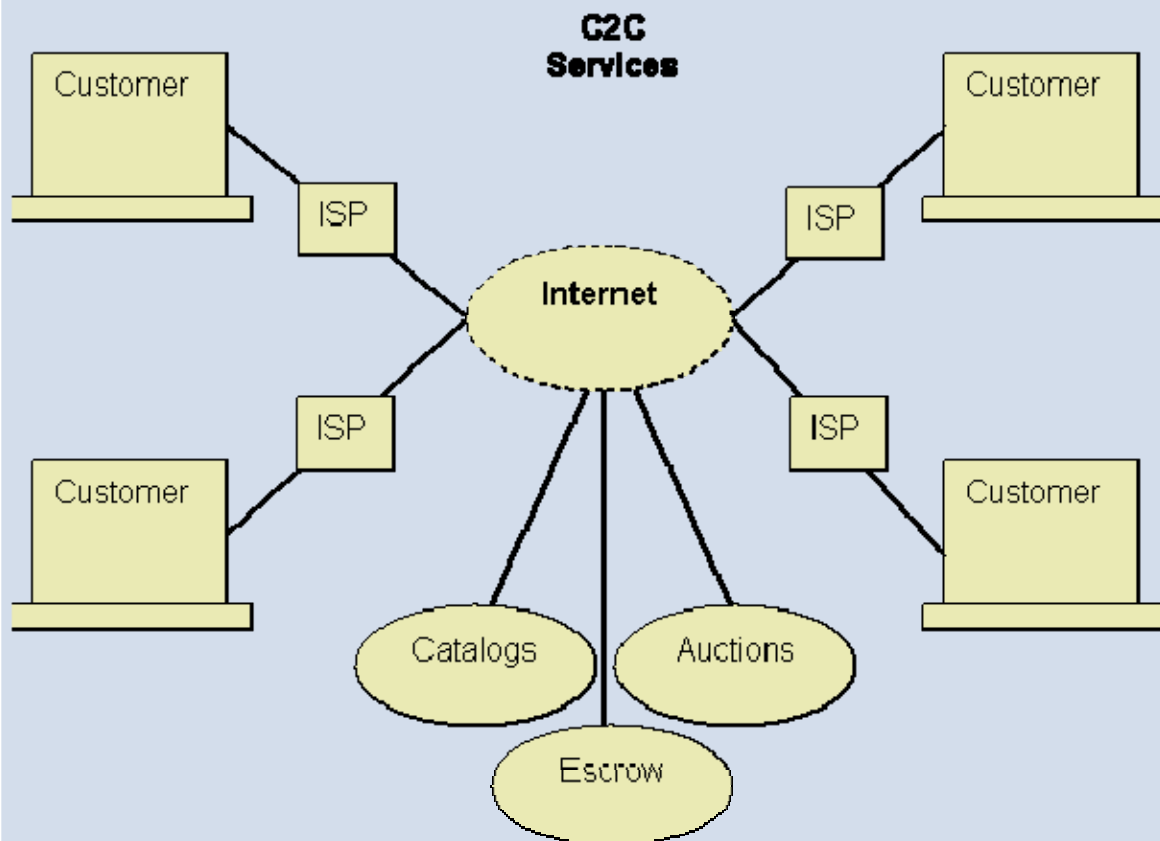 C2C
Services
Customer
Customer
ISP
ISP
Internet
ISP
ISP
Customer
Customer
Catalogs
Auctions
Escrow